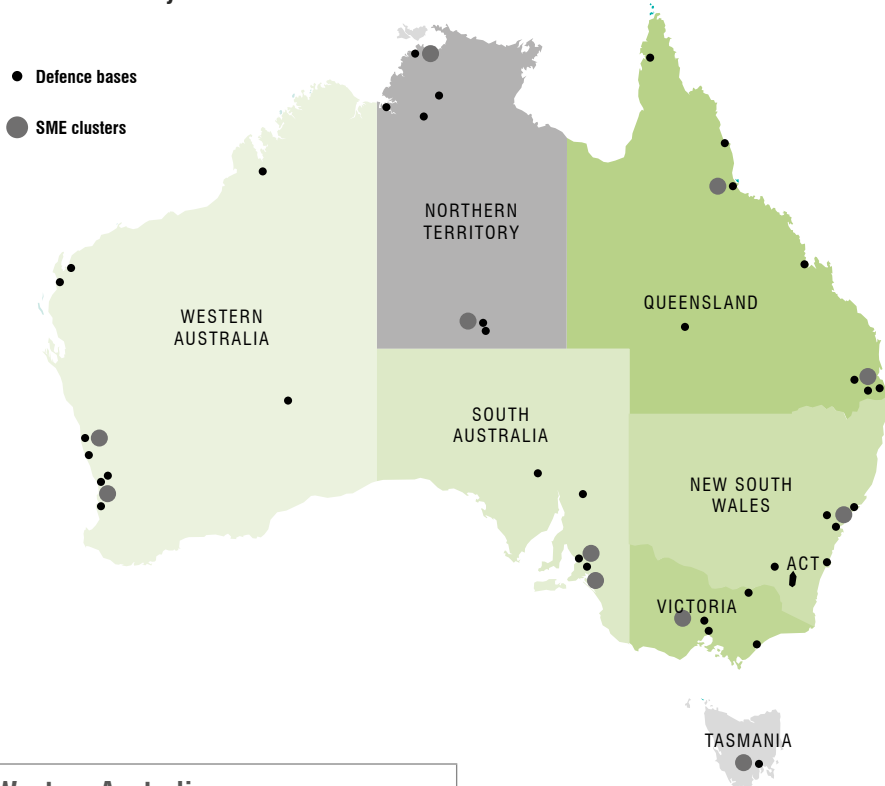 Defence bases
SME clusters
NORTHERN
TERRITORY
QUEENSLAND
WESTERN
AUSTRALIA
SOUTH
AUSTRALIA
NEW SOUTH
WALES
ACT
VICTORIA
TASMANIA